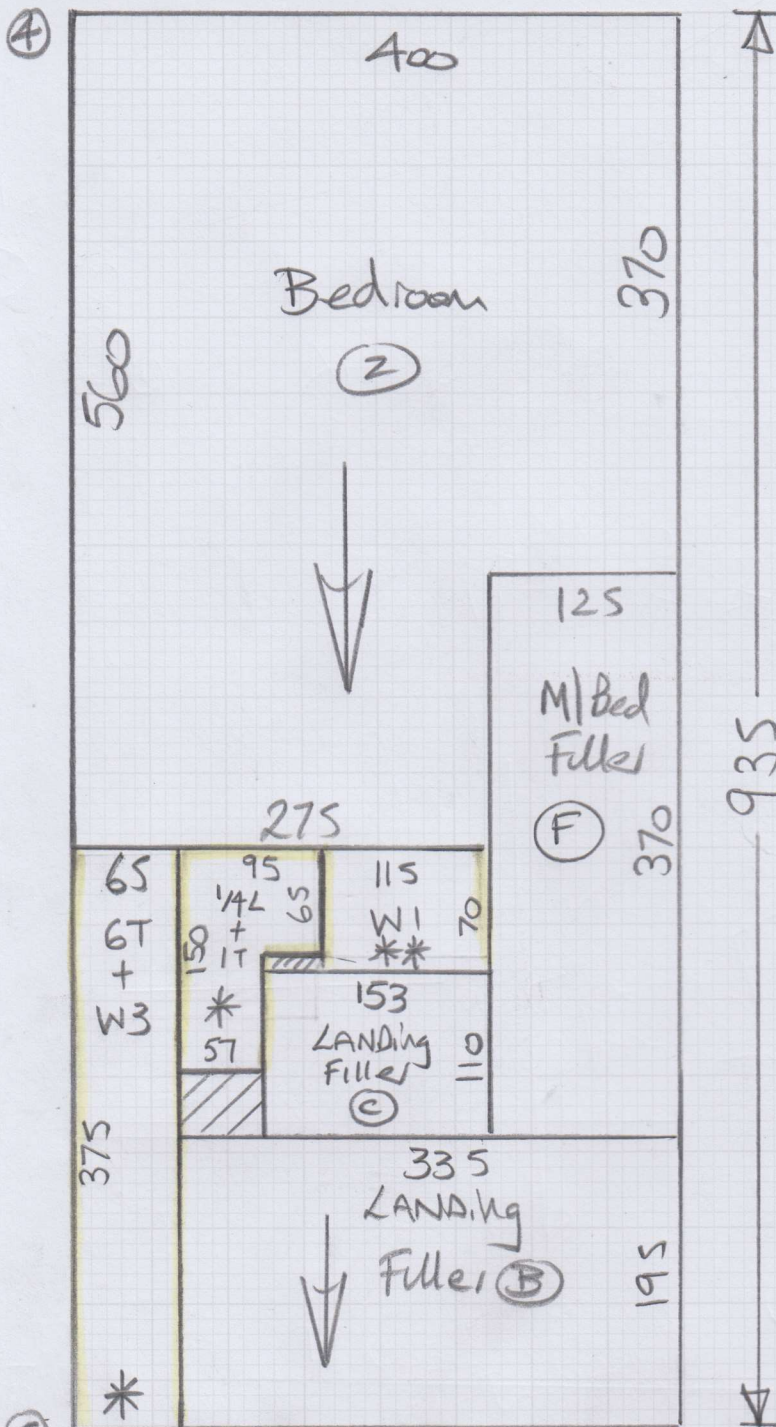 ④
400
Bedroom
②
560
370
935
125
M/Bed
Filler
Ⓕ
370
275
65
6T
+
W3
375
*
95
1/4L
+
1T
65
150
*
57
115
W1
**
70
153
LANDing
Filler
Ⓒ
110
335
LANDing
Filler Ⓑ
195